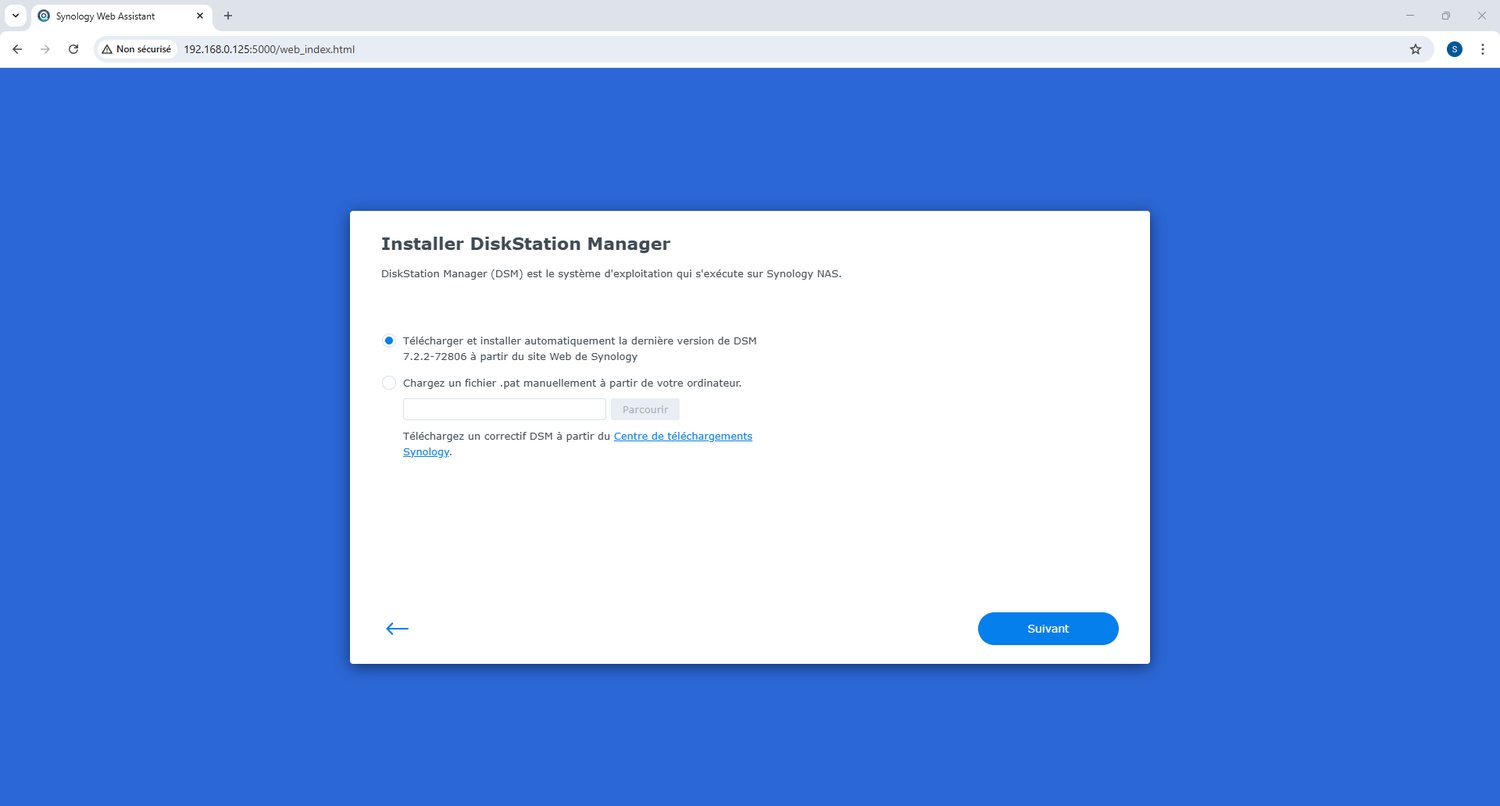 Synology Web Assistant
Non sécurisé 192.168.0.125:5000/web_index.html
S
Installer DiskStation Manager
DiskStation Manager (DSM) est le système d'exploitation qui s'exécute sur Synology NAS.
Télécharger et installer automatiquement la dernière version de DSM
7.2.2-72806 à partir du site Web de Synology
Chargez un fichier .pat manuellement à partir de votre ordinateur.
Parcourir
Téléchargez un correctif DSM à partir du Centre de téléchargements
Synology.
Suivant